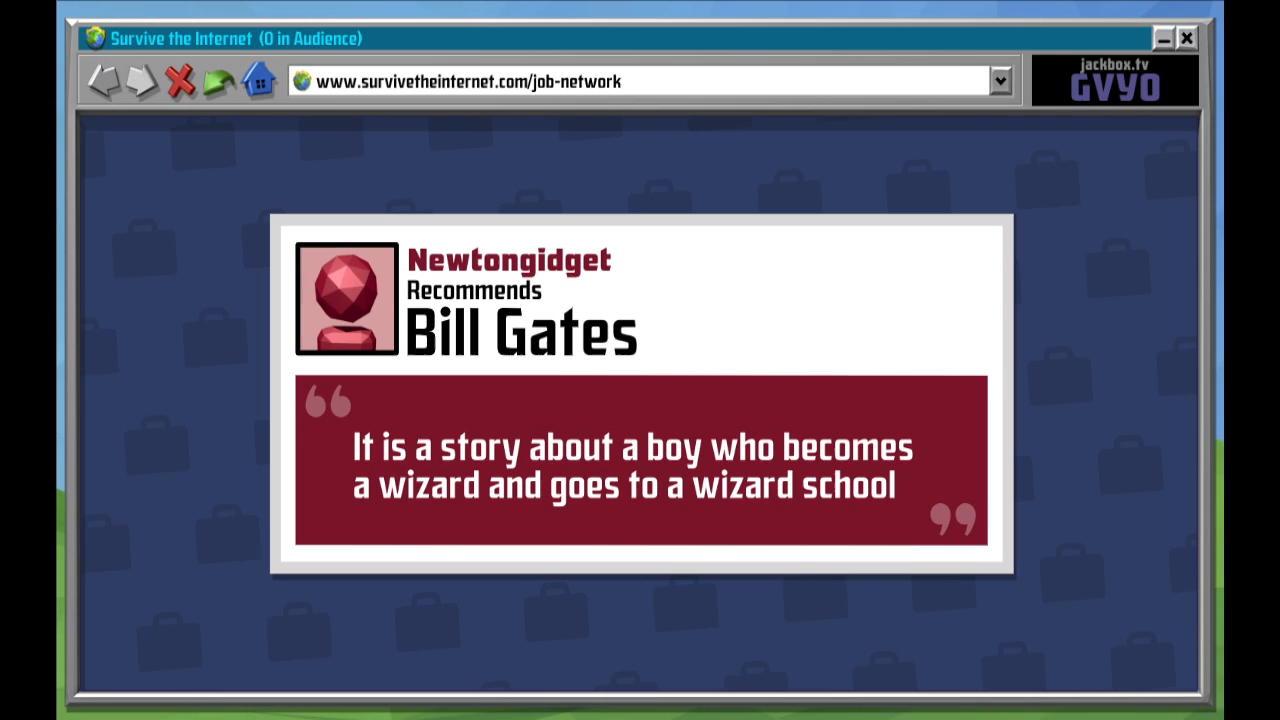 Survive the Internet (0 in Audience)
www.survivetheinternet.com/job-network
jackbox.tv
GVYO
Newtongidget
Recommends
Bill Gates
“
It is a story about a boy who becomes
a wizard and goes to a wizard school
”